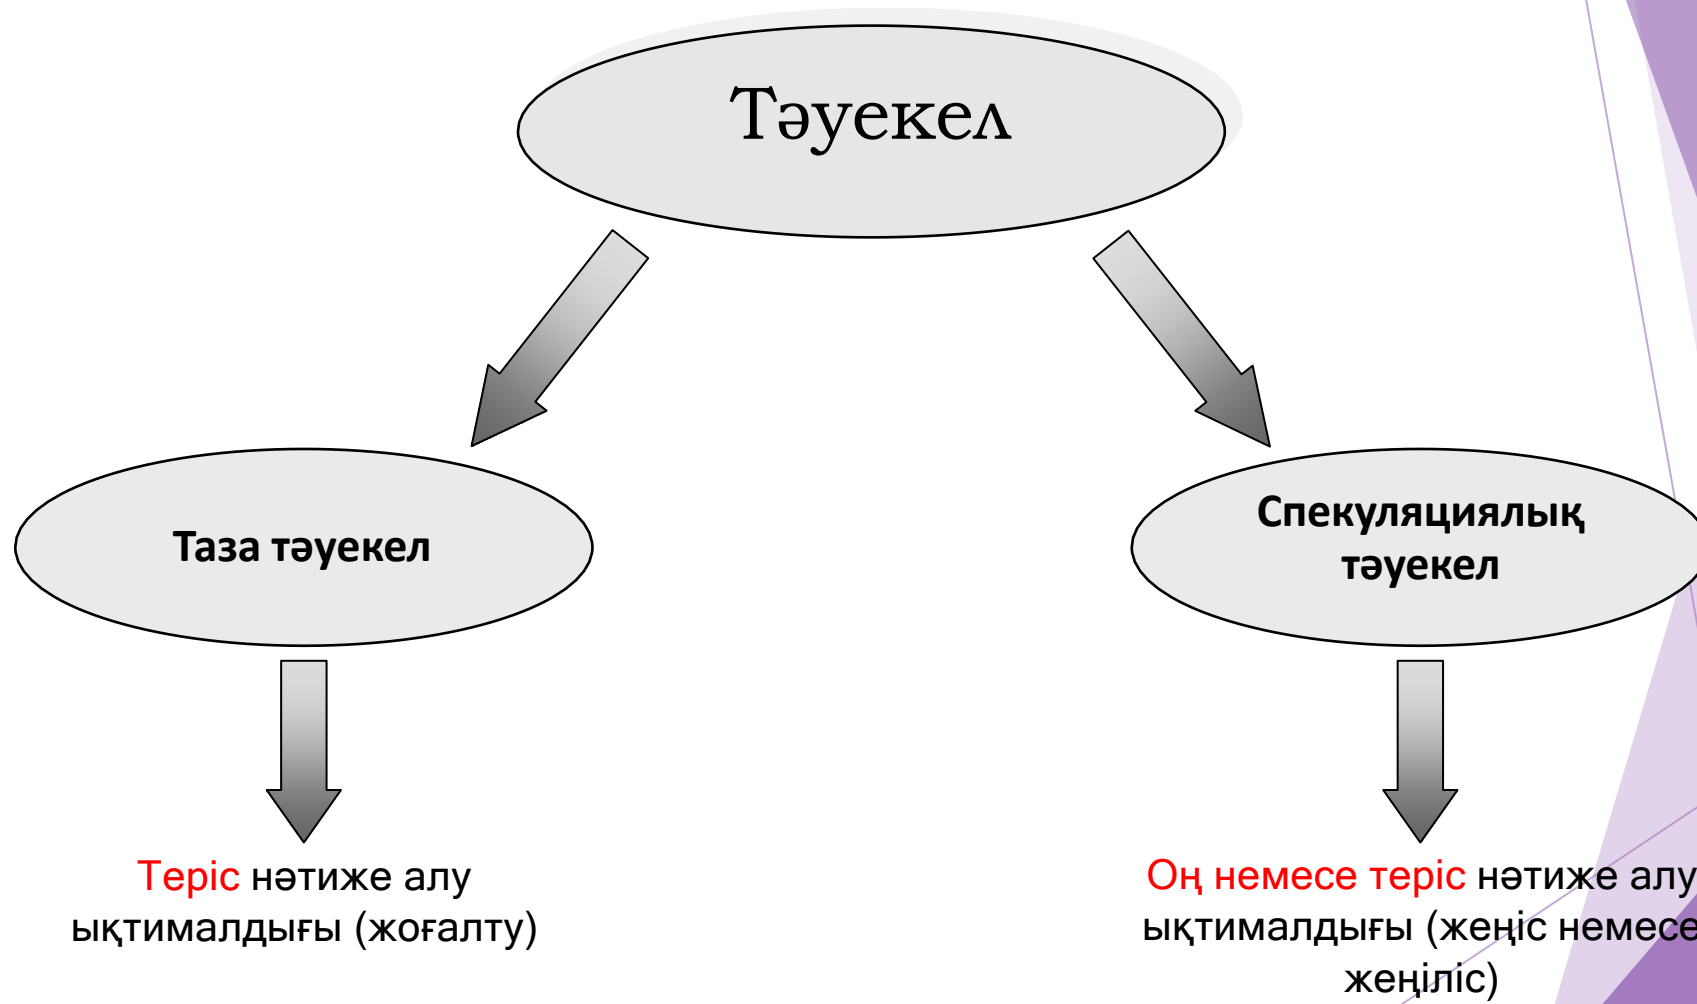 Тәуекел
Таза тәуекел
Спекуляциялық
тәуекел
Теріс нәтиже алу
ықтималдығы (жоғалту)
Оң немесе теріс нәтиже алу
ықтималдығы (жеңіс немесе
жеңіліс)